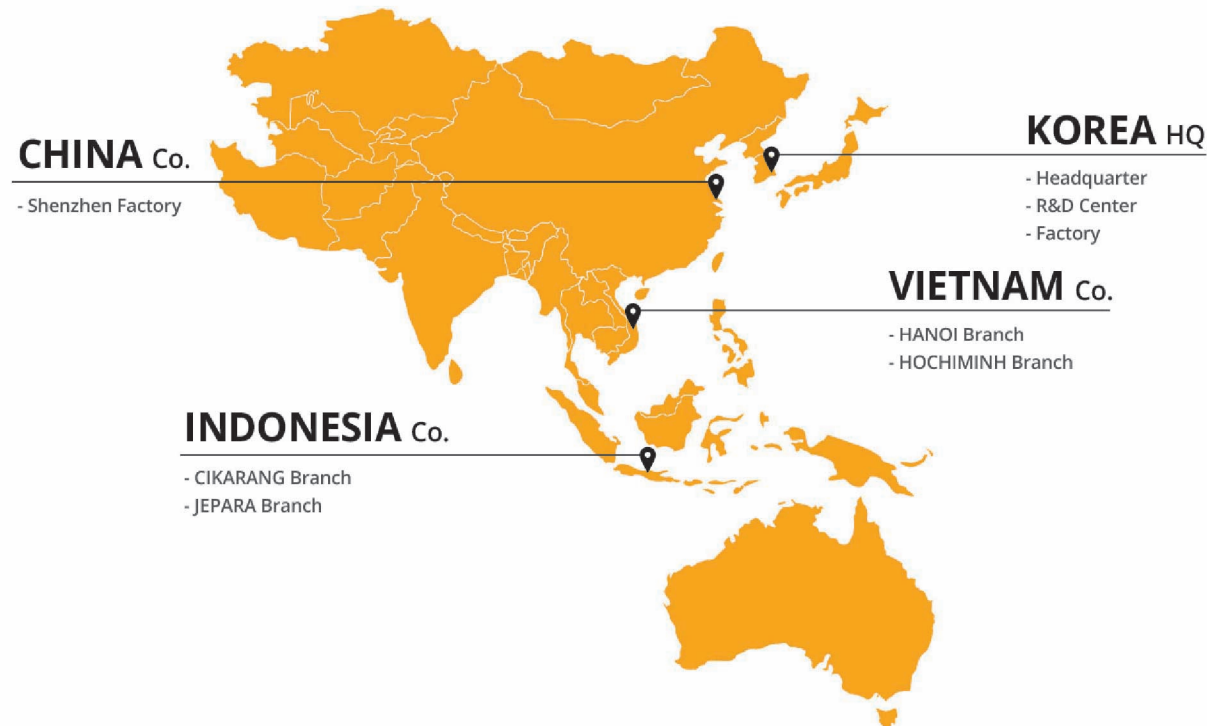 CHINA Co.
- Shenzhen Factory
KOREA HQ
- Headquarter
- R&D Center
- Factory
VIETNAM Co.
- HANOI Branch
- HOCHIMINH Branch
INDONESIA Co.
- CIKARANG Branch
- JEPARA Branch